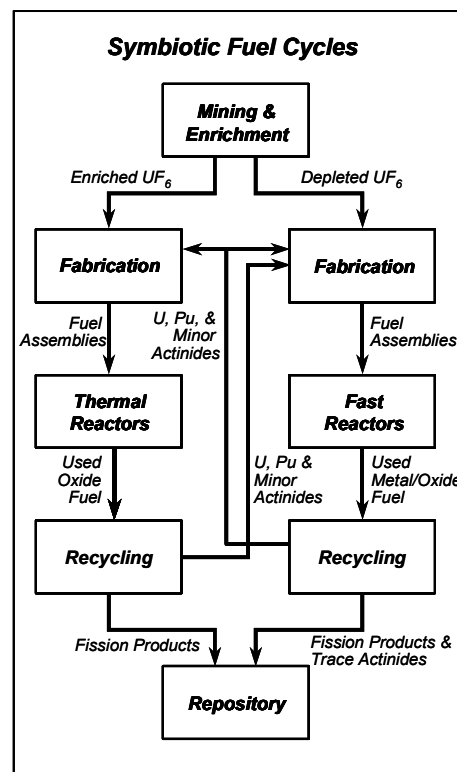 Symbiotic Fuel Cycles
Mining &
Enrichment
Enriched UF6
Depleted UF6
Fabrication
Fabrication
Fuel
Assemblies
U, Pu, &
Minor
Actinides
Fuel
Assemblies
Thermal
Reactors
Fast
Reactors
Used
Oxide
Fuel
U, Pu &
Minor
Actinides
Used
Metal/Oxide
Fuel
Recycling
Recycling
Fission Products
Fission Products &
Trace Actinides
Repository